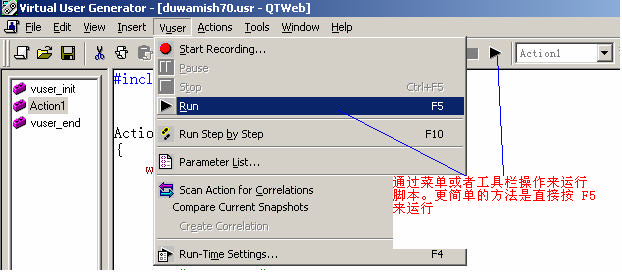 Virtual User Generator - [duwamish70.usr - QTWeb]
File Edit View Insert Vuser Actions Tools Window Help
Start Recording...
Action1
Pause
#incl
vuser_init
Stop Ctrl+F5
Action1
Run F5
vuser_end
Run Step by Step F10
Actio
{
Parameter List...
w
通过菜单或者工具栏操作来运行
脚本。更简单的方法是直接按 F5
来运行
Scan Action for Correlations
Compare Current Snapshots
Create Correlation
Run-Time Settings... F4